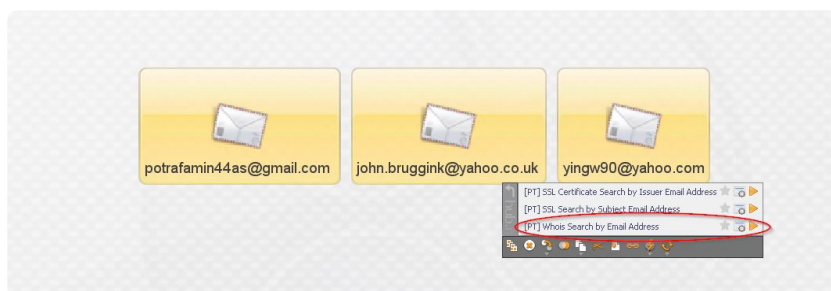 potrafamin44as@gmail.com
john.bruggink@yahoo.co.uk
yingw90@yahoo.com
[PT] SSL Certificate Search by Issuer Email Address
[PT] SSL Search by Subject Email Address
[PT] Whois Search by Email Address